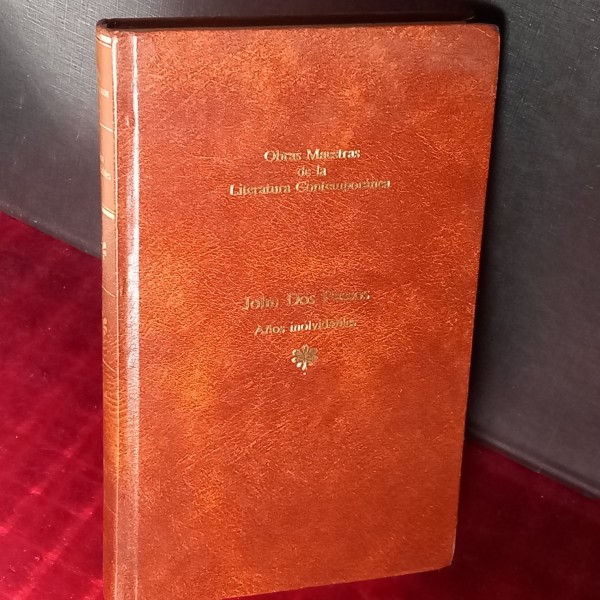 Obras Maestras
de la
Literatura Contemporánea
John Dos Passos
Años inolvidables